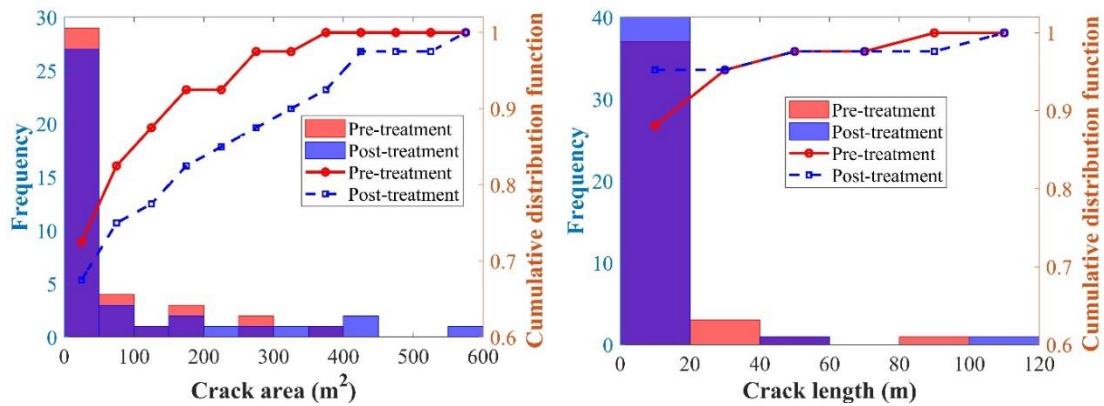 30
25
20
15
10
5
0
Frequency
1
0.9
0.8
0.7
0.6
Cumulative distribution function
Pre-treatment
Post-treatment
Pre-treatment
Post-treatment
0 100 200 300 400 500 600
Crack area (m²)
40
30
20
10
0
Frequency
1
0.9
0.8
0.7
0.6
Cumulative distribution function
Pre-treatment
Post-treatment
Pre-treatment
Post-treatment
0 20 40 60 80 100 120
Crack length (m)